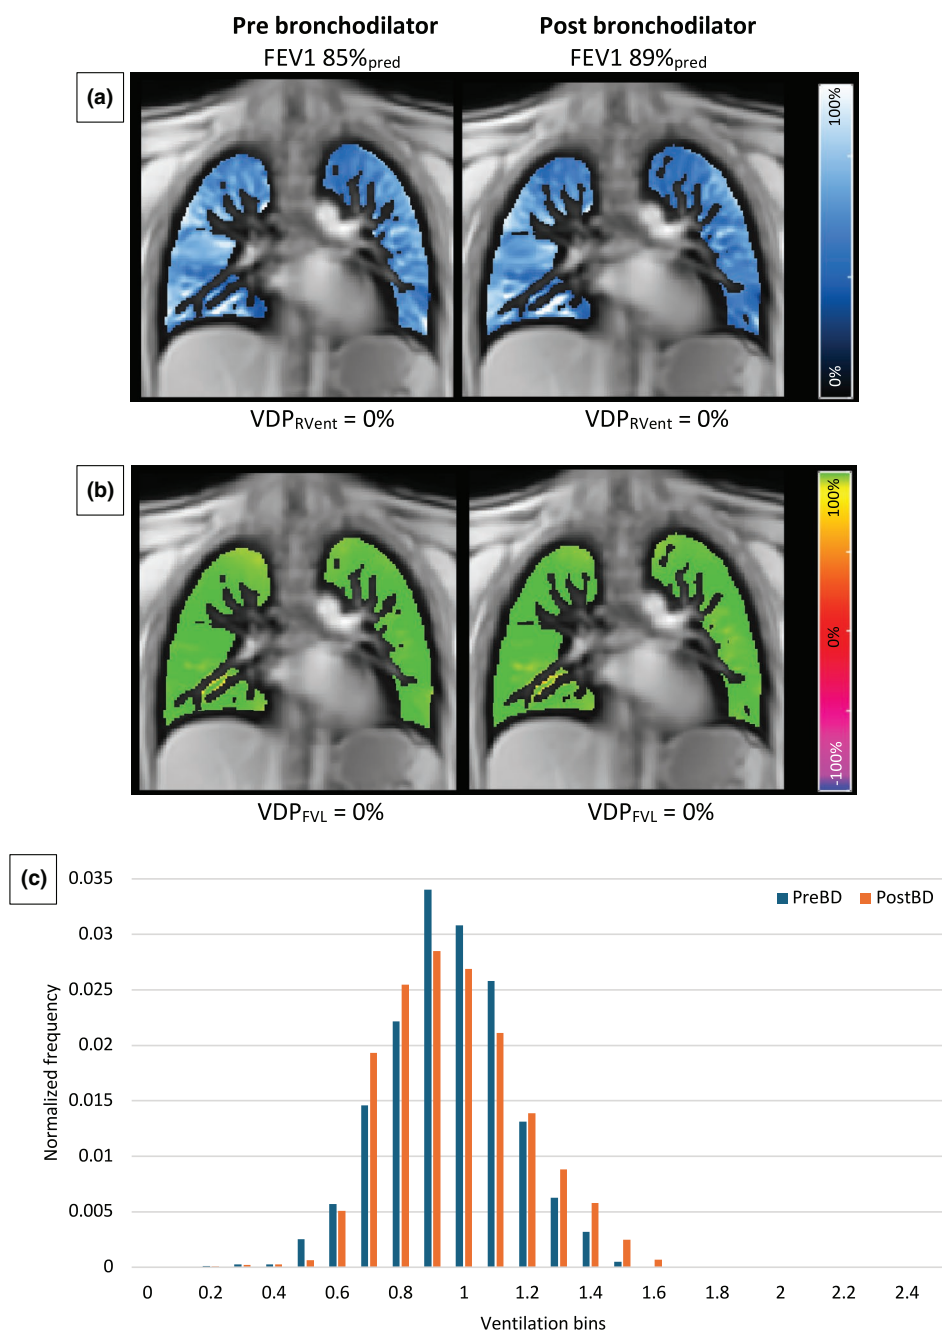 Pre bronchodilator Post bronchodilator
FEV1 85%pred FEV1 89%pred
(a)
100%
0%
VDPRVent = 0% VDPRVent = 0%
(b)
100%
0%
-100%
VDPFVL = 0% VDPFVL = 0%
(c)
0.035
PreBD PostBD
0.03
0.025
0.02
0.015
0.01
0.005
0
Normalized frequency
0 0.2 0.4 0.6 0.8 1 1.2 1.4 1.6 1.8 2 2.2 2.4
Ventilation bins